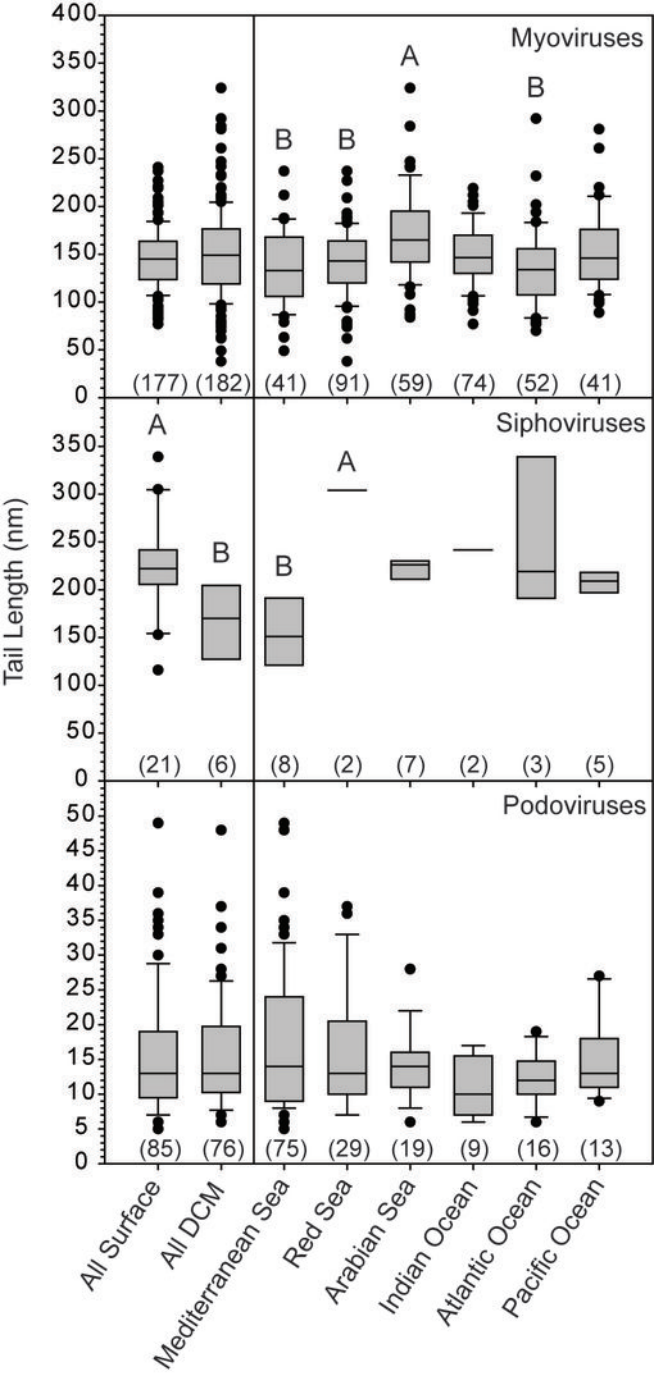 Tail Length (nm)
400
350
300
250
200
150
100
50
0
Myoviruses
A
B
B
B
(177) (182) (41) (91) (59) (74) (52) (41)
350
300
250
200
150
100
50
0
Siphoviruses
A
A
B
B
(21) (6) (8) (2) (7) (2) (3) (5)
50
45
40
35
30
25
20
15
10
5
0
Podoviruses
(85) (76) (75) (29) (19) (9) (16) (13)
All Surface
All DCM
Mediterranean Sea
Red Sea
Arabian Sea
Indian Ocean
Atlantic Ocean
Pacific Ocean